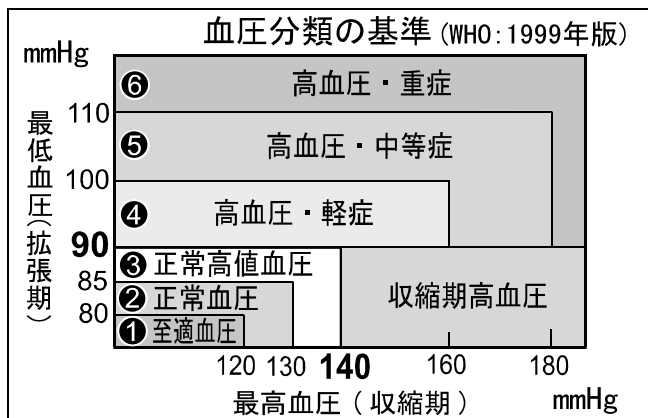 血圧分類の基準 (WHO:1999年版)
mmHg
❻ 高血圧・重症
110
❺ 高血圧・中等症
100
❹ 高血圧・軽症
90
❸ 正常高値血圧
85
❷ 正常血圧
80
❶ 至適血圧
収縮期高血圧
最低血圧(拡張期)
120 130 140 160 180
最高血圧 ( 収縮期 ) mmHg